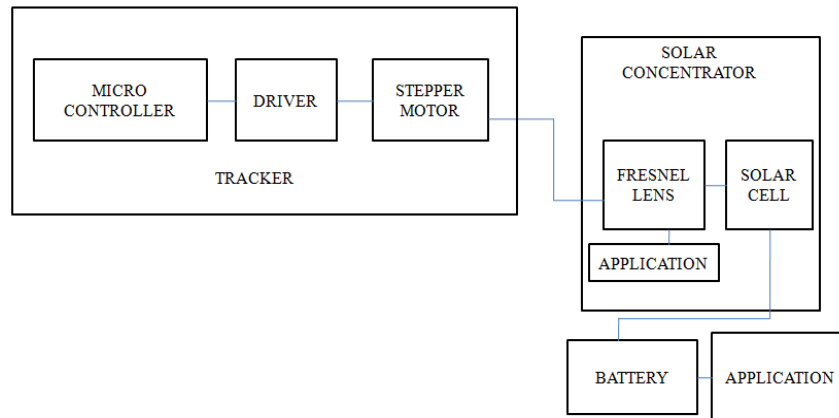 MICRO
CONTROLLER
DRIVER
STEPPER
MOTOR
TRACKER
SOLAR
CONCENTRATOR
FRESNEL
LENS
SOLAR
CELL
APPLICATION
BATTERY
APPLICATION